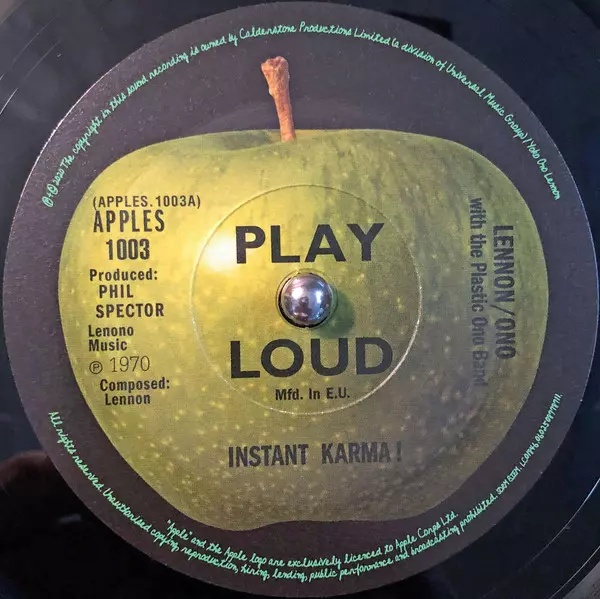 ℗+© 2020 The copyright in this sound recording is owned by Calderstone Productions Limited (a division of Universal Music Group)/Yoko Ono Lennon
(APPLES.1003A)
APPLES
1003
Produced:
PHIL
SPECTOR
Lenono
Music
℗ 1970
Composed:
Lennon
PLAY
LOUD
Mfd. In E.U.
INSTANT KARMA!
LENNON/ONO
with the Plastic Ono Band
All rights reserved. Unauthorised copying, reproduction, hiring, lending, public performance and broadcasting prohibited.
"Apple" and the Apple logo are exclusively licenced to Apple Corps Ltd.